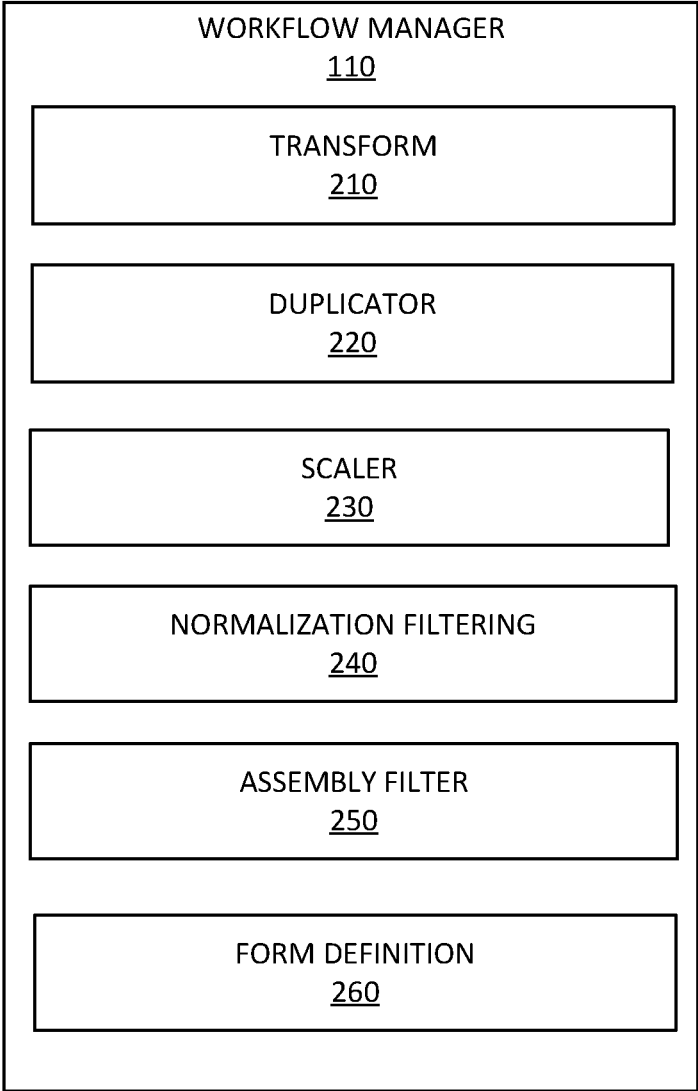 WORKFLOW MANAGER
110
TRANSFORM
210
DUPLICATOR
220
SCALER
230
NORMALIZATION FILTERING
240
ASSEMBLY FILTER
250
FORM DEFINITION
260